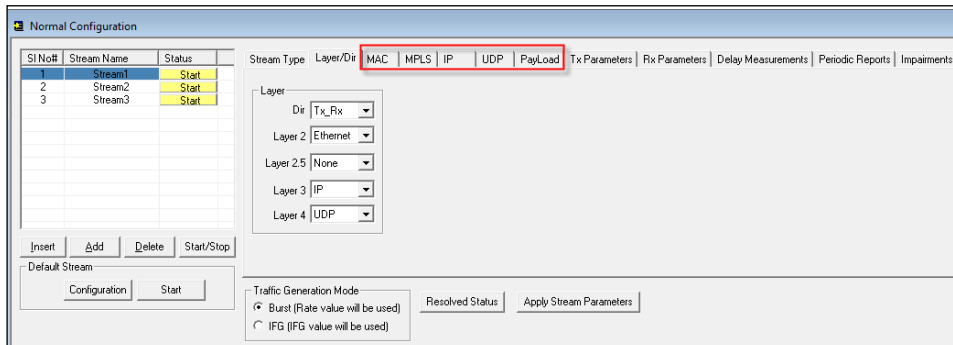 Normal Configuration
Sl No# Stream Name Status
1 Stream1 Start
2 Stream2 Start
3 Stream3 Start
Insert Add Delete Start/Stop
Default Stream
Configuration Start
Stream Type Layer/Dir MAC MPLS IP UDP PayLoad Tx Parameters Rx Parameters Delay Measurements Periodic Reports Impairments
Layer
Dir Tx_Rx
Layer 2 Ethernet
Layer 2.5 None
Layer 3 IP
Layer 4 UDP
Traffic Generation Mode
Burst (Rate value will be used)
IFG (IFG value will be used)
Resolved Status Apply Stream Parameters